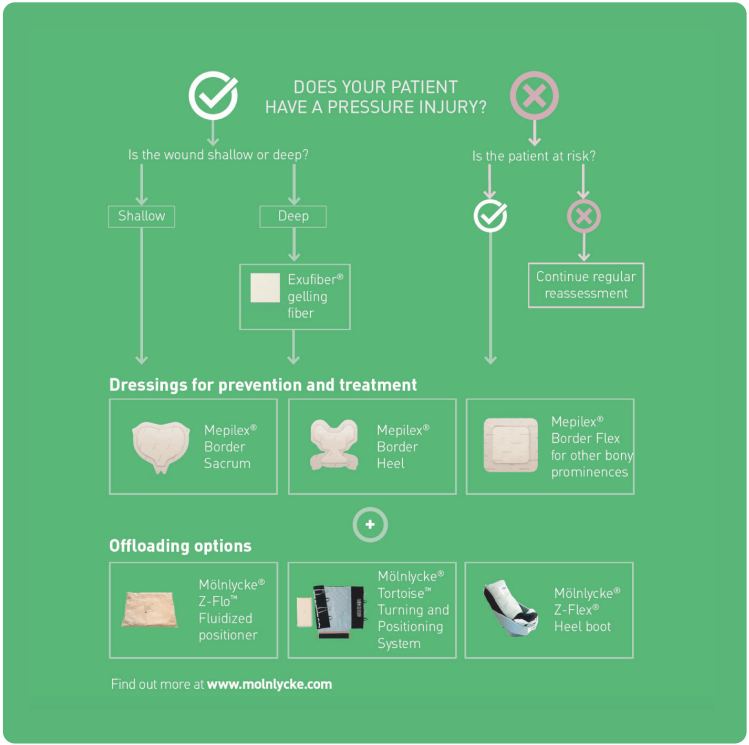 DOES YOUR PATIENT
HAVE A PRESSURE INJURY?
Is the wound shallow or deep?
Is the patient at risk?
Shallow
Deep
Exufiber®
gelling
fiber
Continue regular
reassessment
Dressings for prevention and treatment
Mepilex®
Border
Sacrum
Mepilex®
Border
Heel
Mepilex®
Border Flex
for other bony
prominences
+
Offloading options
Mölnlycke®
Z-Flo™
Fluidized
positioner
Mölnlycke®
Tortoise™
Turning and
Positioning
System
Mölnlycke®
Z-Flex®
Heel boot
Find out more at www.molnlycke.com